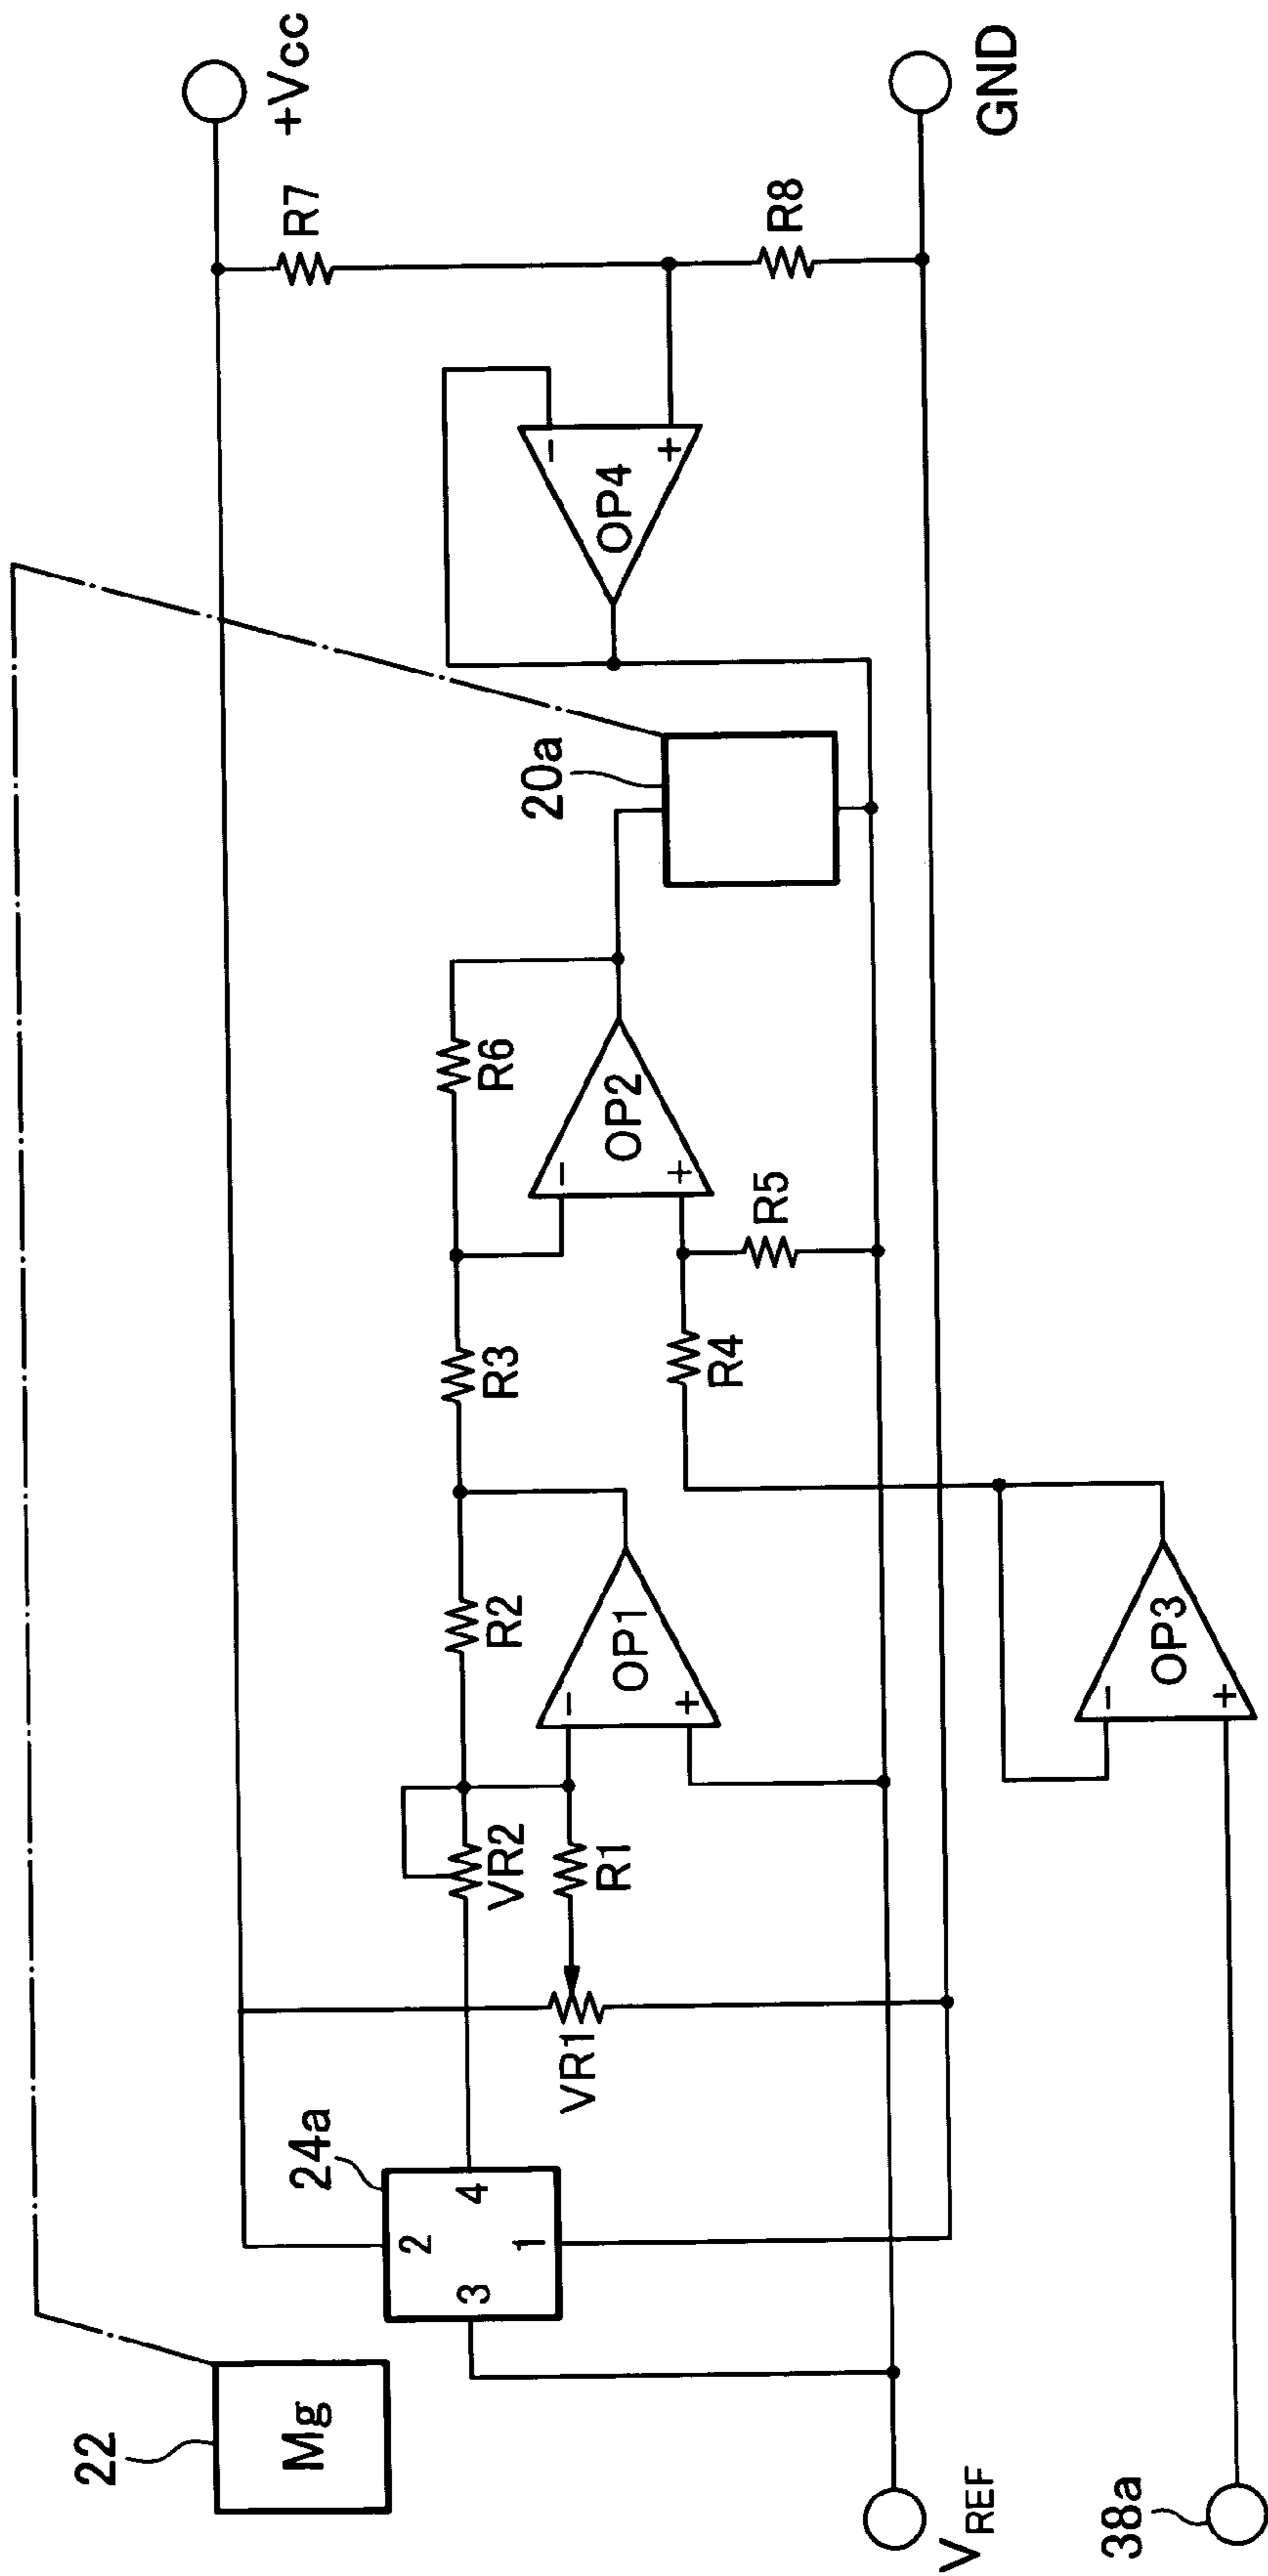 22
Mg
+Vcc
24a
2
3
4
1
VR2
VR1
R1
R2
R3
R6
R7
OP1
-
+
OP2
-
+
20a
OP4
-
+
R4
R5
R8
GND
VREF
38a
OP3
-
+